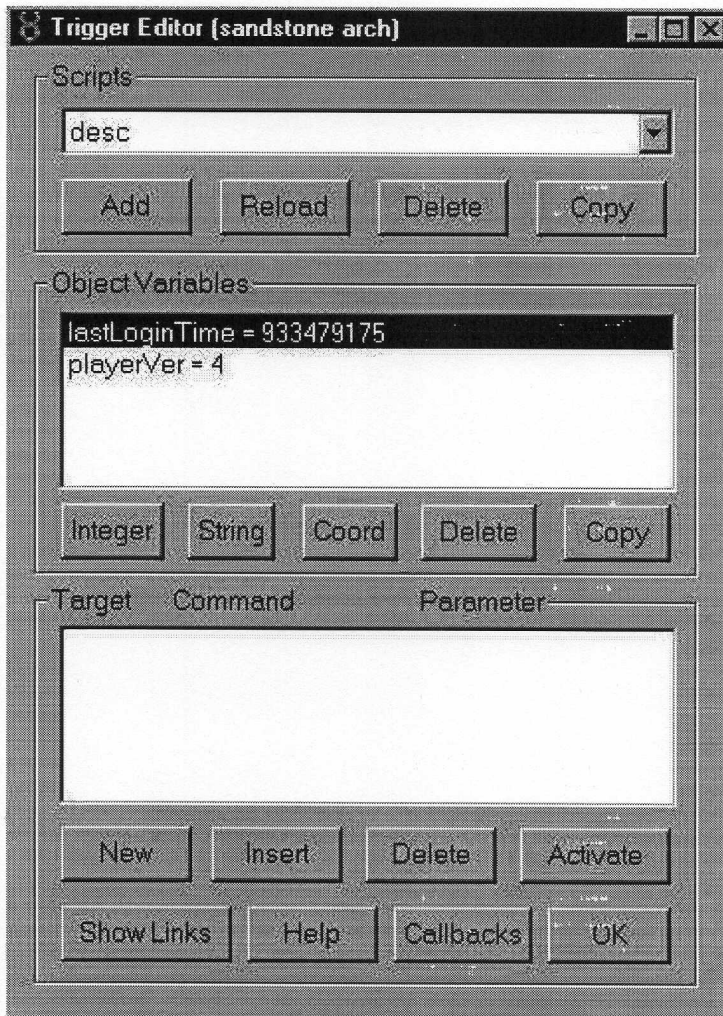 Trigger Editor (sandstone arch)
Scripts
desc
Add Reload Delete Copy
Object Variables
lastLoginTime = 933479175
playerVer = 4
Integer String Coord Delete Copy
Target Command Parameter
New Insert Delete Activate
Show Links Help Callbacks OK